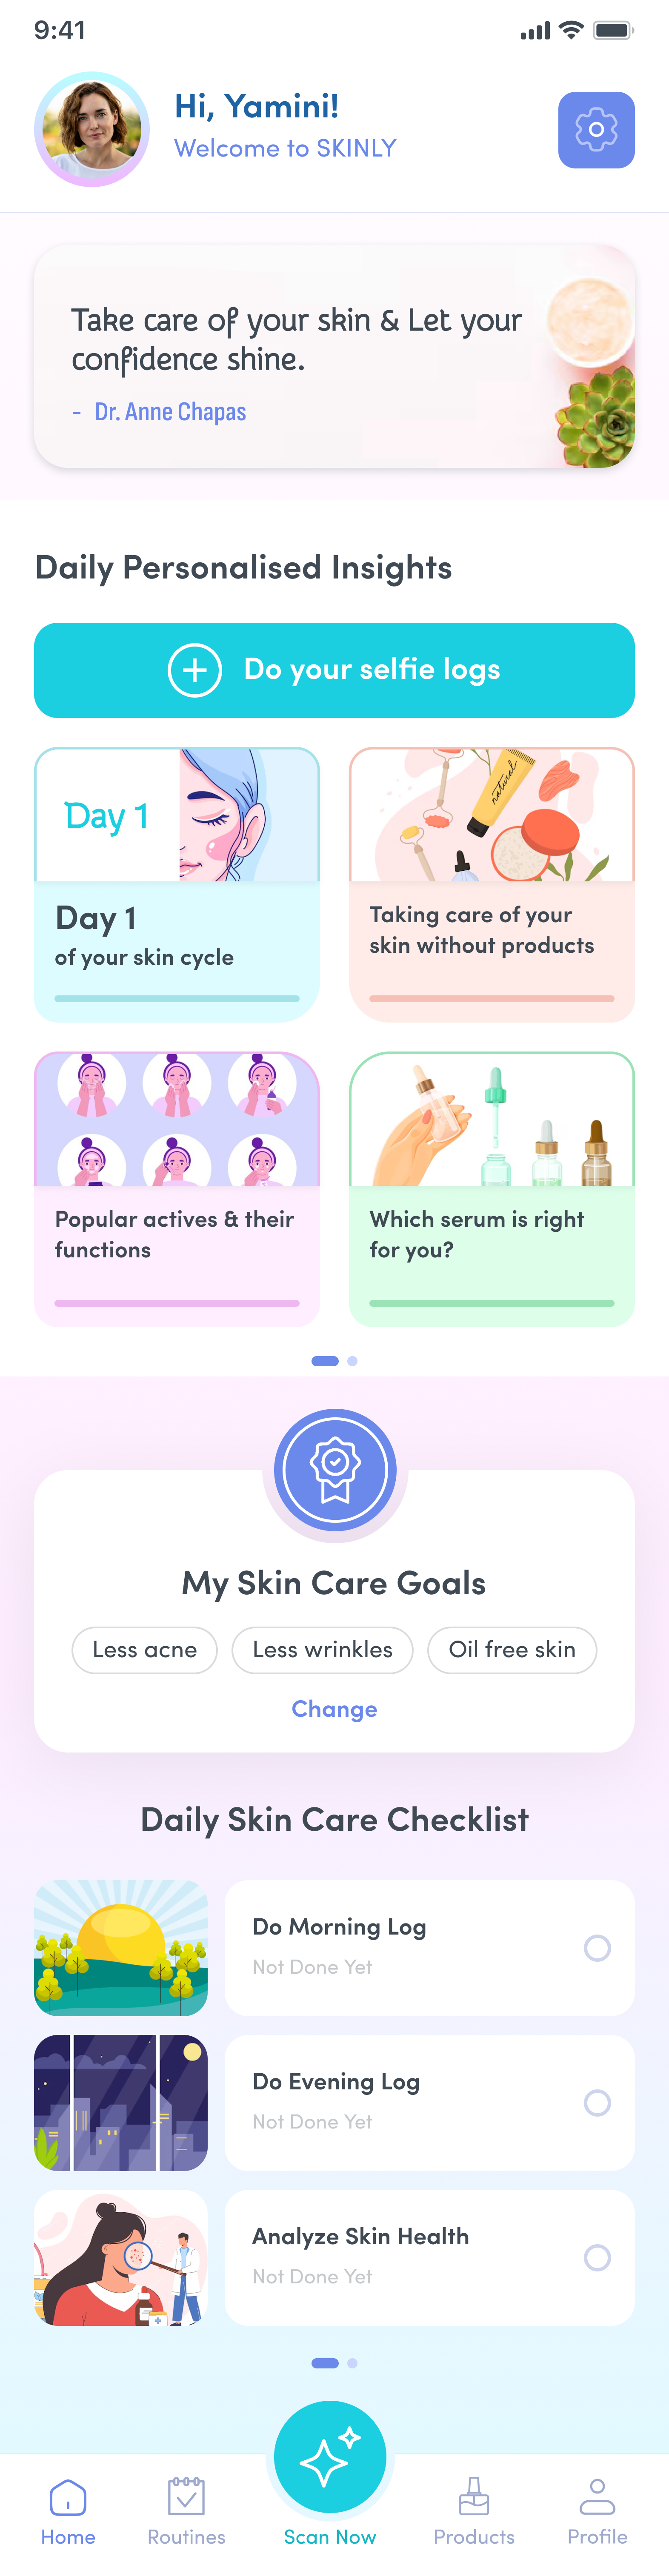 9:41
Hi, Yamini!
Welcome to SKINLY
Take care of your skin & Let your
confidence shine.
- Dr. Anne Chapas
Daily Personalised Insights
Do your selfie logs
Day 1
Day 1
of your skin cycle
natural
Taking care of your
skin without products
Popular actives & their
functions
Which serum is right
for you?
My Skin Care Goals
Less acne
Less wrinkles
Oil free skin
Change
Daily Skin Care Checklist
Do Morning Log
Not Done Yet
Do Evening Log
Not Done Yet
Analyze Skin Health
Not Done Yet
Home
Routines
Scan Now
Products
Profile